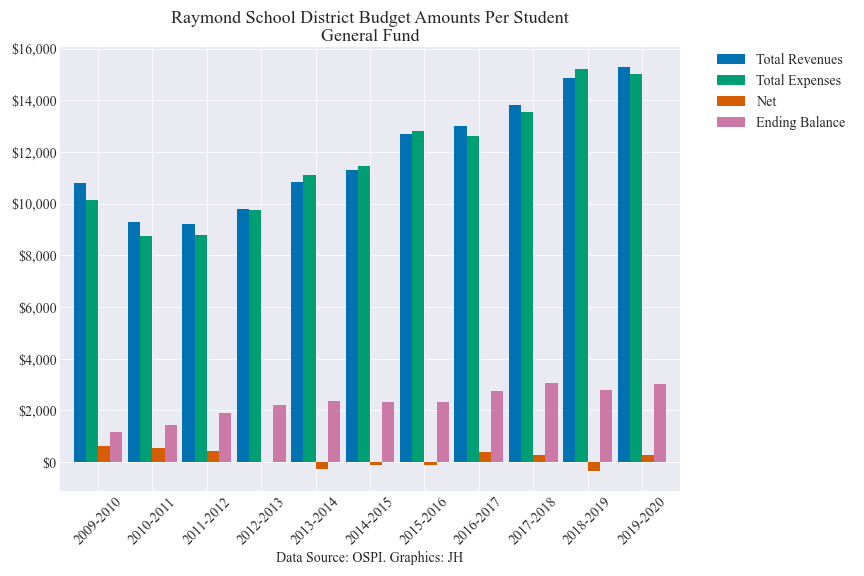 Raymond School District Budget Amounts Per Student
General Fund
$16,000
$14,000
$12,000
$10,000
$8,000
$6,000
$4,000
$2,000
$0
Total Revenues
Total Expenses
Net
Ending Balance
2009-2010
2010-2011
2011-2012
2012-2013
2013-2014
2014-2015
2015-2016
2016-2017
2017-2018
2018-2019
2019-2020
Data Source: OSPI. Graphics: JH